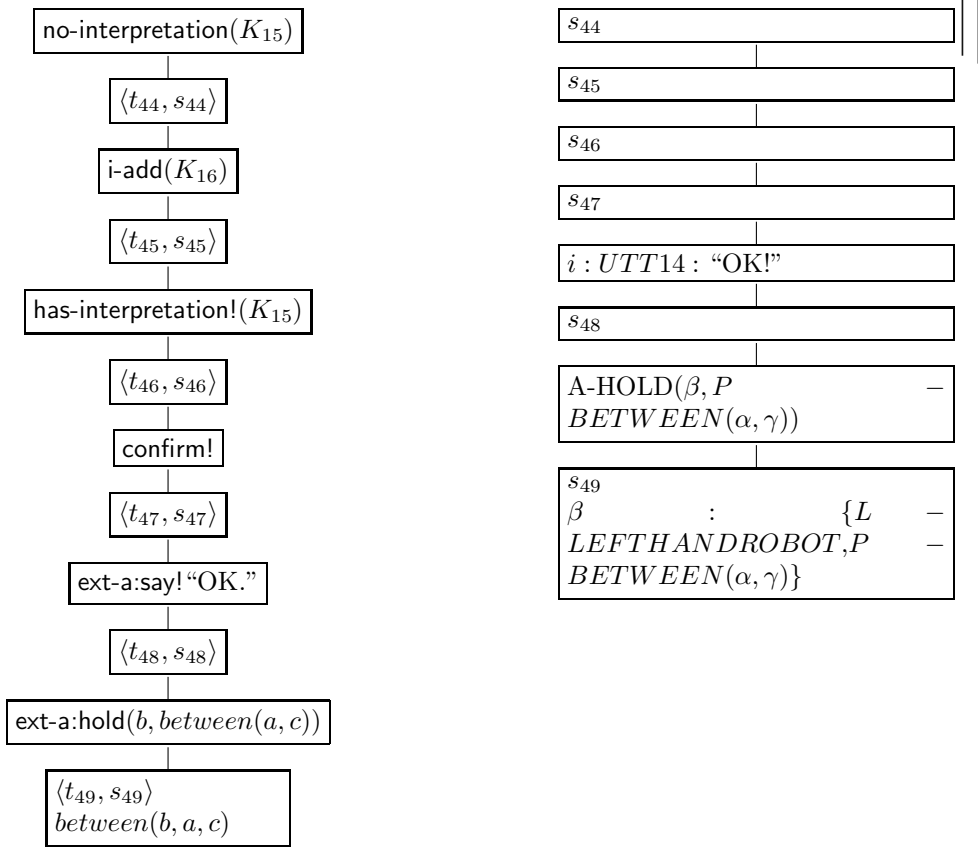 no-interpretation(K₁₅)
⟨t₄₄, s₄₄⟩
i-add(K₁₆)
⟨t₄₅, s₄₅⟩
has-interpretation!(K₁₅)
⟨t₄₆, s₄₆⟩
confirm!
⟨t₄₇, s₄₇⟩
ext-a:say! “OK.”
⟨t₄₈, s₄₈⟩
ext-a:hold(b, between(a, c))
⟨t₄₉, s₄₉⟩
between(b, a, c)
s₄₄
s₄₅
s₄₆
s₄₇
i : UTT14 : “OK!”
s₄₈
A-HOLD(β, P −
BETWEEN(α, γ))
s₄₉
β : {L −
LEFTHANDROBOT,P −
BETWEEN(α, γ)}